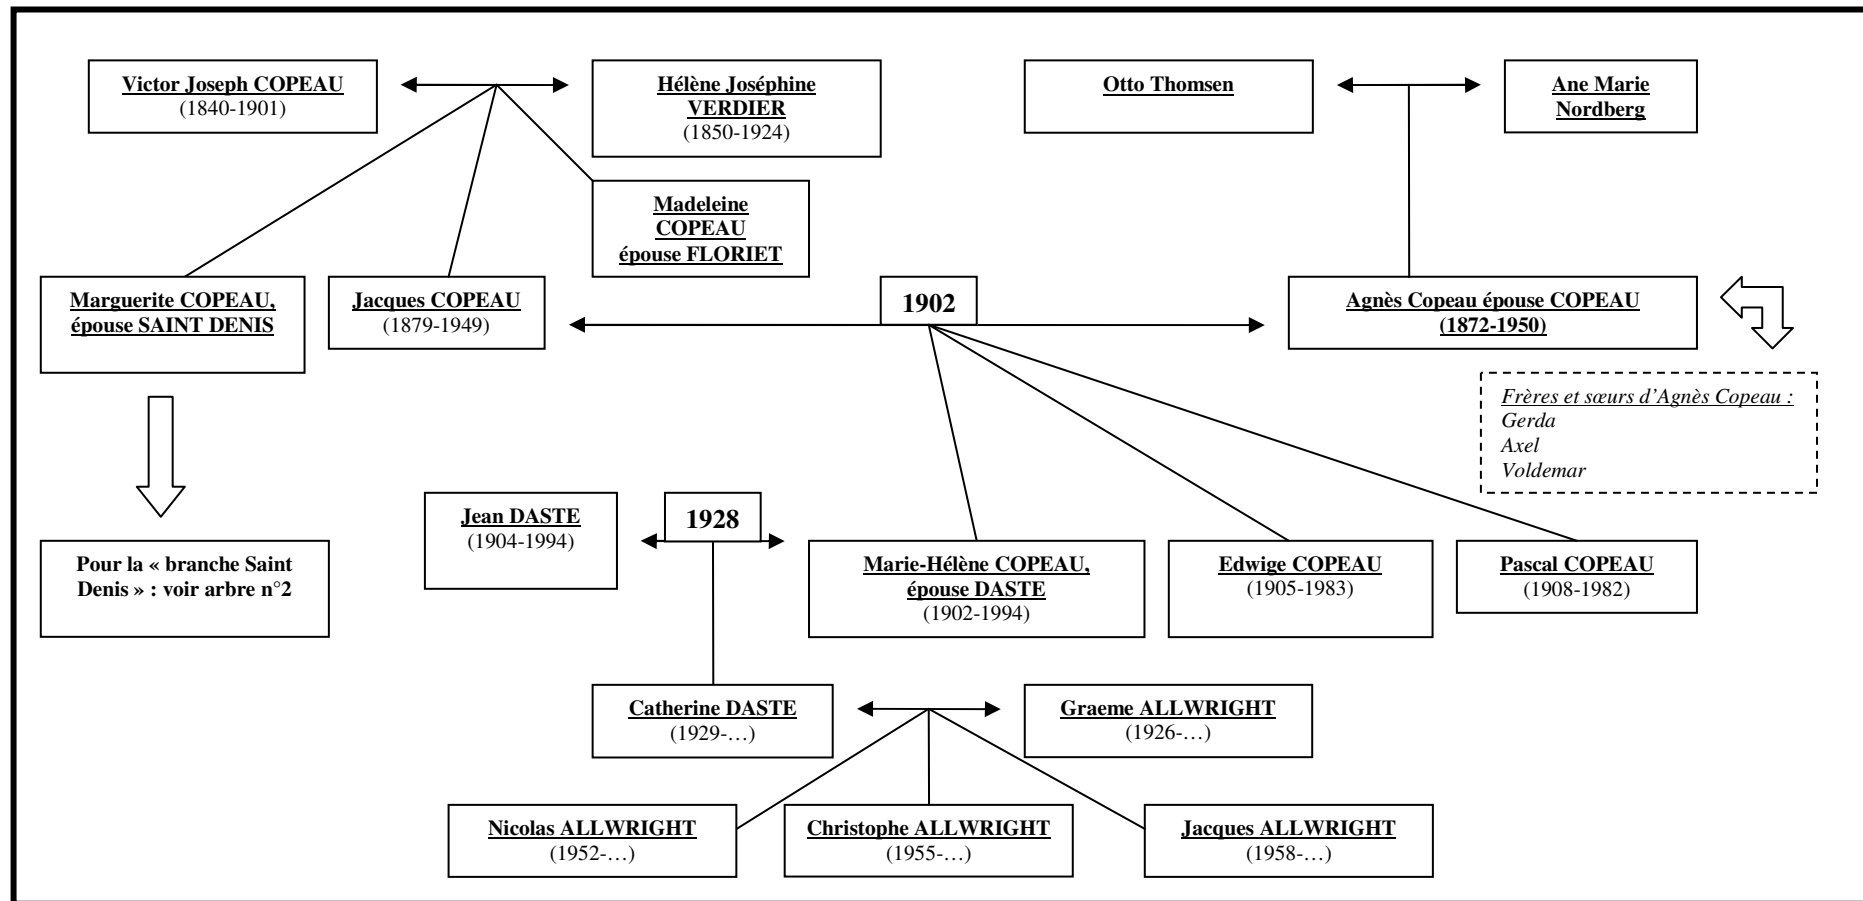 Victor Joseph COPEAU
(1840-1901)
Hélène Joséphine
VERDIER
(1850-1924)
Otto Thomsen
Ane Marie
Nordberg
Madeleine
COPEAU
épouse FLORIET
Marguerite COPEAU,
épouse SAINT DENIS
Jacques COPEAU
(1879-1949)
1902
Agnès Copeau épouse COPEAU
(1872-1950)
Frères et sœurs d’Agnès Copeau :
Gerda
Axel
Voldemar
Pour la « branche Saint
Denis » : voir arbre n°2
Jean DASTE
(1904-1994)
1928
Marie-Hélène COPEAU,
épouse DASTE
(1902-1994)
Edwige COPEAU
(1905-1983)
Pascal COPEAU
(1908-1982)
Catherine DASTE
(1929-…)
Graeme ALLWRIGHT
(1926-…)
Nicolas ALLWRIGHT
(1952-…)
Christophe ALLWRIGHT
(1955-…)
Jacques ALLWRIGHT
(1958-…)